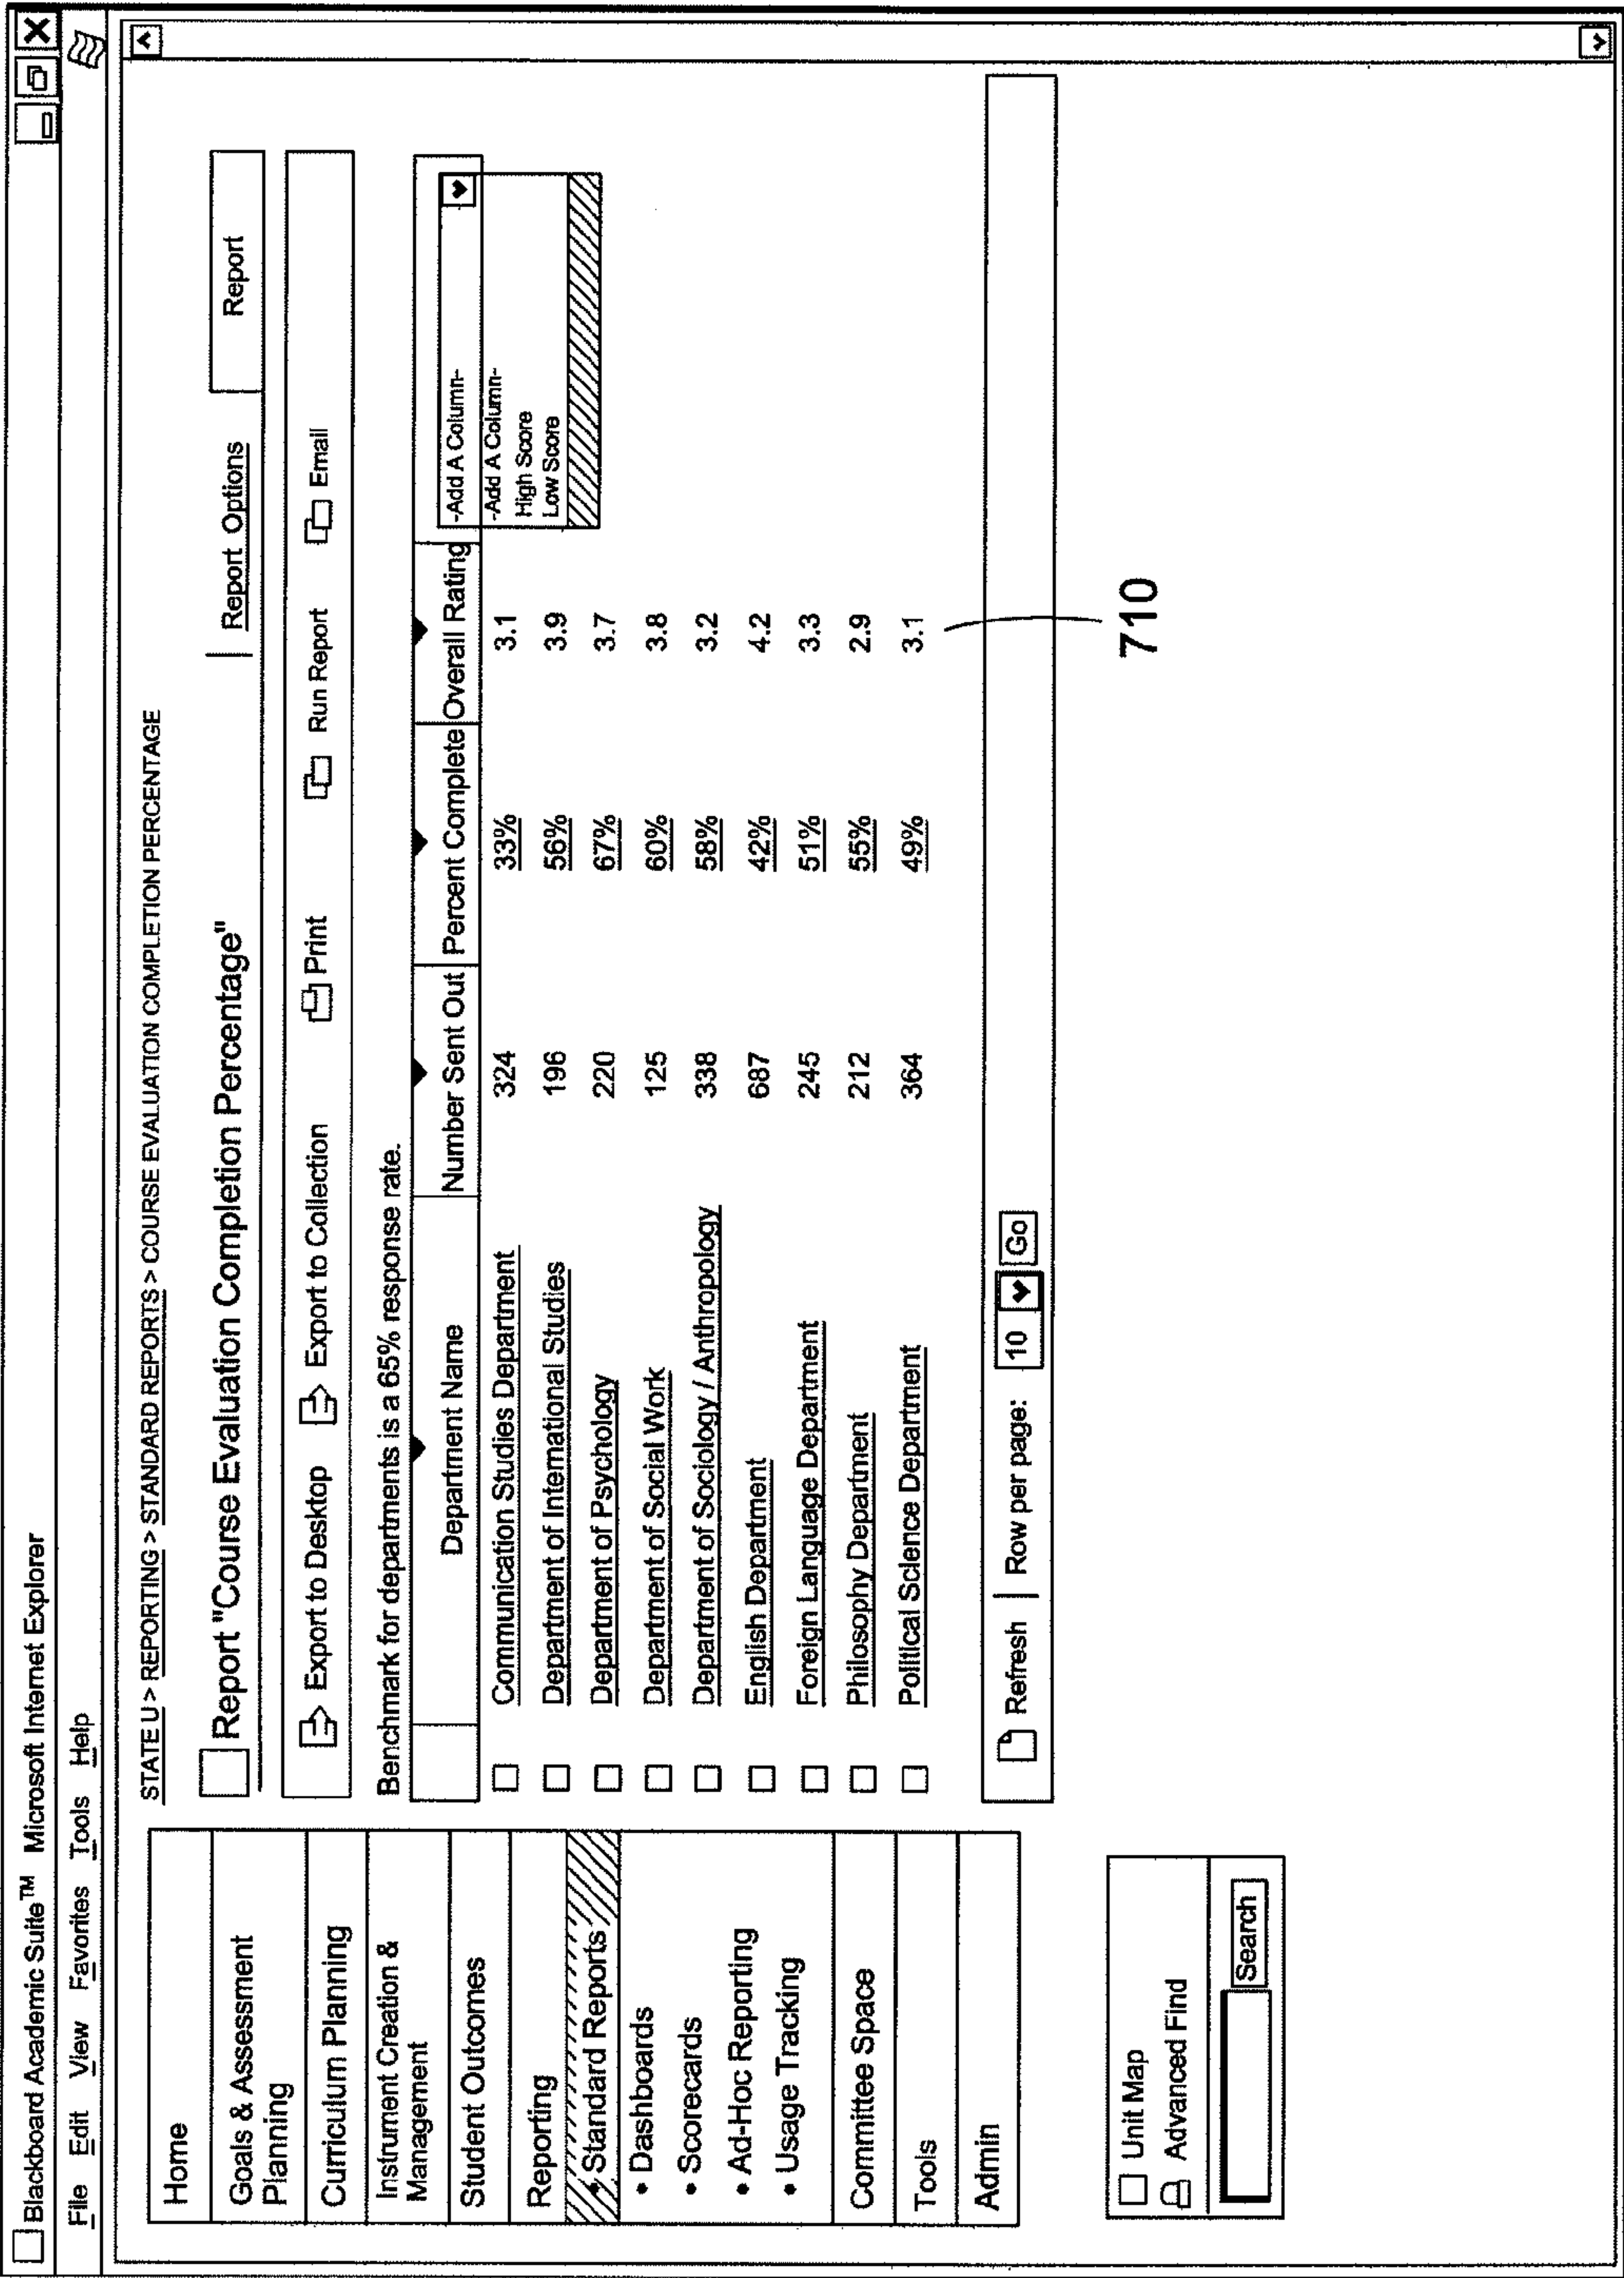 Blackboard Academic Suite™ Microsoft Internet Explorer
File Edit View Favorites Tools Help
Home
Goals & Assessment
Planning
Curriculum Planning
Instrument Creation &
Management
Student Outcomes
Reporting
• Standard Reports
• Dashboards
• Scorecards
• Ad-Hoc Reporting
• Usage Tracking
Committee Space
Tools
Admin
Unit Map
Advanced Find
Search
STATE U > REPORTING > STANDARD REPORTS > COURSE EVALUATION COMPLETION PERCENTAGE
Report "Course Evaluation Completion Percentage" | Report Options Report
Export to Desktop Export to Collection Print Run Report Email
Benchmark for departments is a 65% response rate.
Department Name Number Sent Out Percent Complete Overall Rating -Add A Column-
-Add A Column-
High Score
Low Score
Communication Studies Department 324 33% 3.1
Department of International Studies 196 56% 3.9
Department of Psychology 220 67% 3.7
Department of Social Work 125 60% 3.8
Department of Sociology / Anthropology 338 58% 3.2
English Department 687 42% 4.2
Foreign Language Department 245 51% 3.3
Philosophy Department 212 55% 2.9
Political Science Department 364 49% 3.1
Refresh | Row per page: 10 Go
710